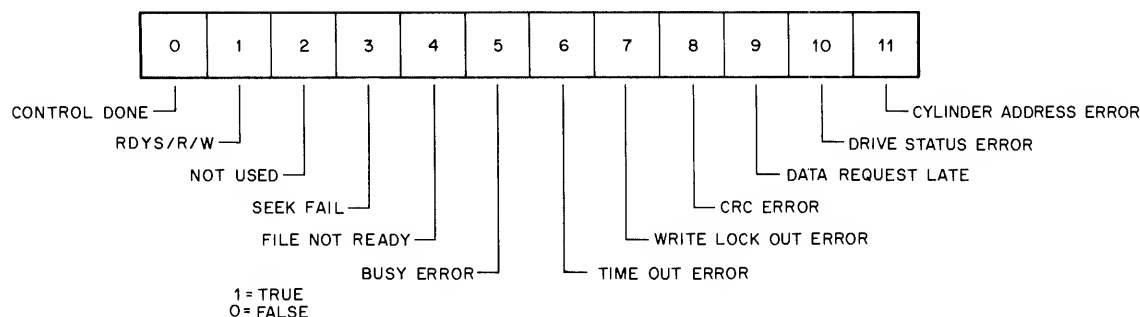 0 1 2 3 4 5 6 7 8 9 10 11
CONTROL DONE
CYLINDER ADDRESS ERROR
RDYS/R/W
DRIVE STATUS ERROR
NOT USED
DATA REQUEST LATE
SEEK FAIL
CRC ERROR
FILE NOT READY
WRITE LOCK OUT ERROR
BUSY ERROR
TIME OUT ERROR
1 = TRUE
0 = FALSE